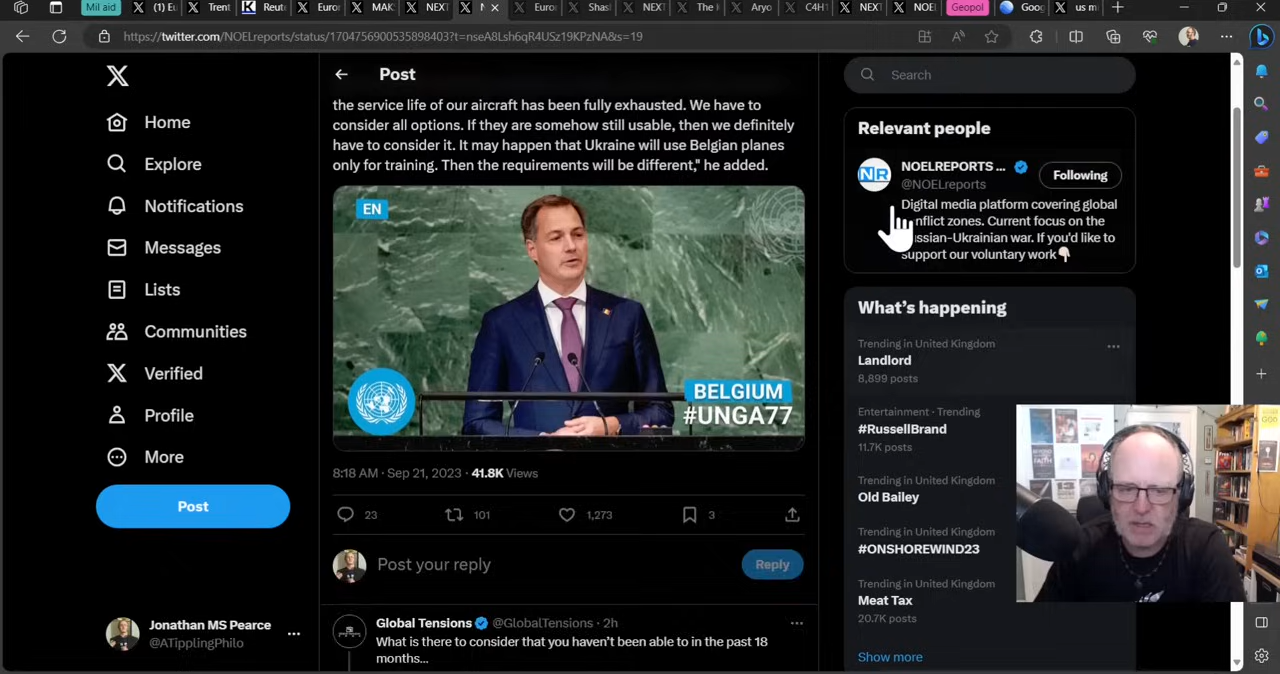 Mil aid
(1) Eu
Trent
Reute
Euror
MAK
NEXT
N
Euro
Shas
NEXT
The I
Aryo
C4H1
NEXT
NOEI
Geopol
Goog
us m
https://twitter.com/NOELreports/status/1704756900535898403?t=nseA8Lsh6qR4USz19KPzNA&s=19
Home
Explore
Notifications
Messages
Lists
Communities
Verified
Profile
More
Post
Jonathan MS Pearce
@ATipplingPhilo
Post
the service life of our aircraft has been fully exhausted. We have to
consider all options. If they are somehow still usable, then we definitely
have to consider it. It may happen that Ukraine will use Belgian planes
only for training. Then the requirements will be different," he added.
EN
BELGIUM
#UNGA77
8:18 AM · Sep 21, 2023 · 41.8K Views
23
101
1,273
3
Post your reply
Reply
Global Tensions @GlobalTensions · 2h
What is there to consider that you haven't been able to in the past 18
months...
Search
Relevant people
NOELREPORTS ...
@NOELreports
Following
Digital media platform covering global
nflict zones. Current focus on the
ussian-Ukrainian war. If you'd like to
support our voluntary work
What's happening
Trending in United Kingdom
Landlord
8,899 posts
Entertainment · Trending
#RussellBrand
11.7K posts
Trending in United Kingdom
Old Bailey
Trending in United Kingdom
#ONSHOREWIND23
Trending in United Kingdom
Meat Tax
20.7K posts
Show more